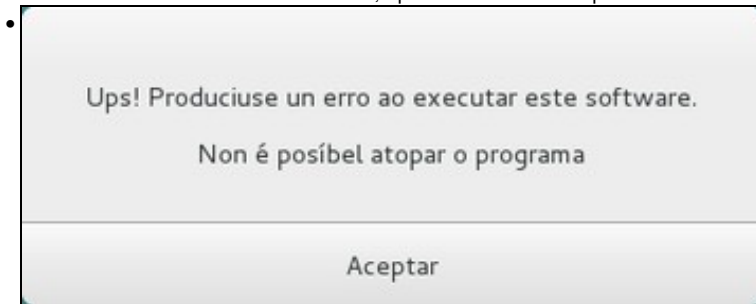 Ups! Produciuse un erro ao executar este software.
Non é posíbel atopar o programa
Aceptar